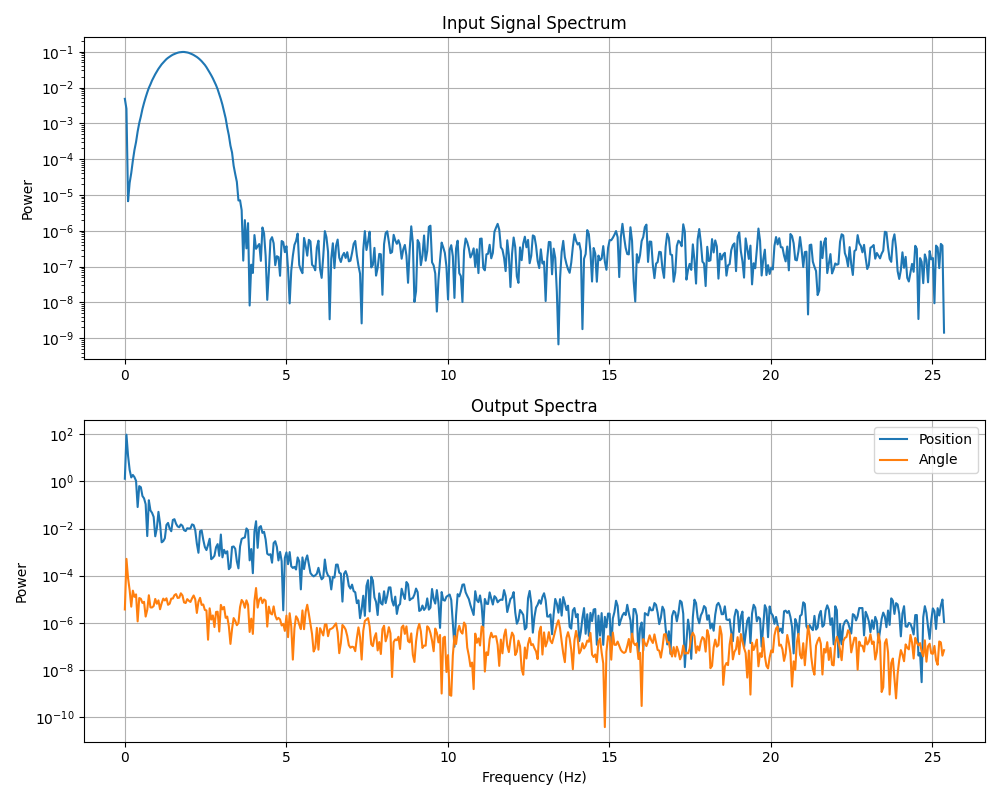 Input Signal Spectrum
Power
10⁻¹
10⁻²
10⁻³
10⁻⁴
10⁻⁵
10⁻⁶
10⁻⁷
10⁻⁸
10⁻⁹
0 5 10 15 20 25
Output Spectra
Power
10²
10⁰
10⁻²
10⁻⁴
10⁻⁶
10⁻⁸
10⁻¹⁰
Position
Angle
0 5 10 15 20 25
Frequency (Hz)